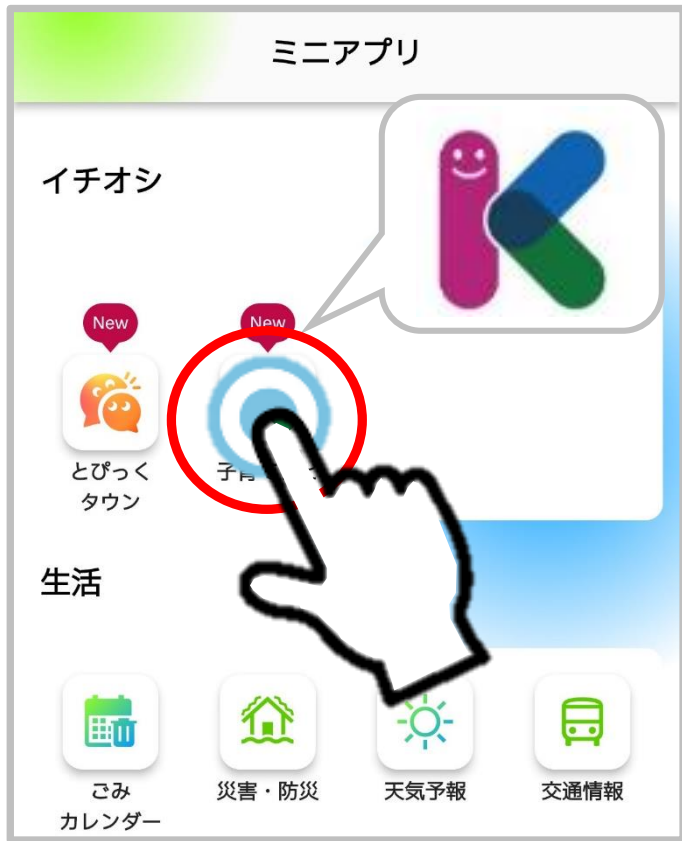 ミニアプリ
イチオシ
New
New
とぴっく
タウン
子育
生活
ごみ
カレンダー
災害・防災
天気予報
交通情報